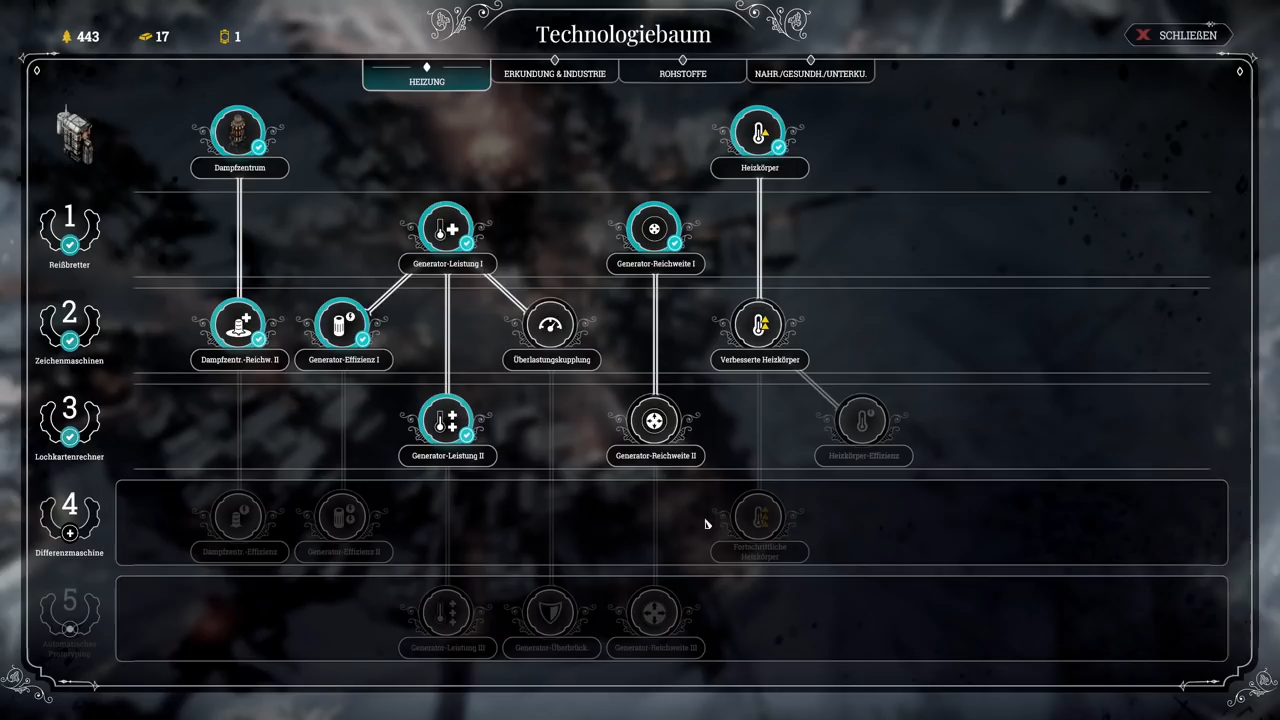 443
17
1
Technologiebaum
SCHLIEẞEN
HEIZUNG
ERKUNDUNG & INDUSTRIE
ROHSTOFFE
NAHR./GESUNDH./UNTERKU.
Dampfzentrum
Heizkörper
1
Reißbretter
Generator-Leistung I
Generator-Reichweite I
2
Zeichenmaschinen
Dampfzentr.-Reichw. II
Generator-Effizienz I
Überlastungskupplung
Verbesserte Heizkörper
3
Lochkartenrechner
Generator-Leistung II
Generator-Reichweite II
Heizkörper-Effizienz
4
Differenzmaschine
Dampfzentr.-Effizienz
Generator-Effizienz II
Fortschrittliche
Heizkörper
5
Automatisches
Prototyping
Generator-Leistung III
Generator-Überbrück.
Generator-Reichweite III